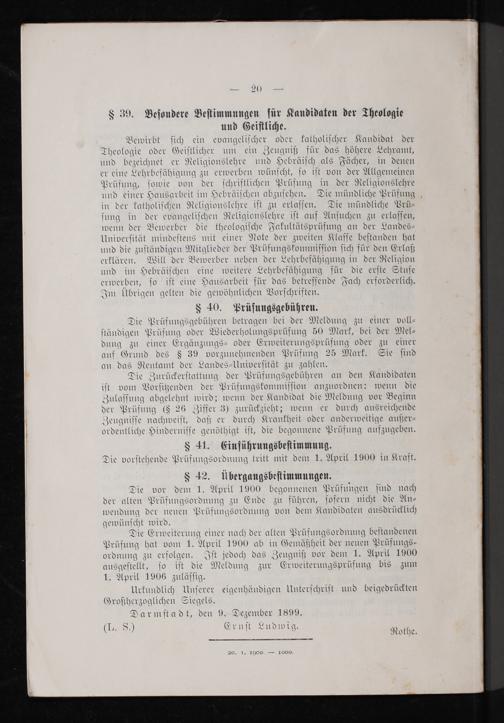 — 20 —
§ 39. Besondere Bestimmungen für Kandidaten der Theologie
und Geistliche.
Bewirbt sich ein evangelischer oder katholischer Kandidat der
Theologie oder Geistlicher um ein Zeugniß für das höhere Lehramt,
und bezeichnet er Religionslehre und Hebräisch als Fächer, in denen
er eine Lehrbefähigung zu erwerben wünscht, so ist von der Allgemeinen
Prüfung, sowie von der schriftlichen Prüfung in der Religionslehre
und einer Hausarbeit im Hebräischen abzusehen. Die mündliche Prüfung
in der katholischen Religionslehre ist zu erlassen. Die mündliche Prü-
fung in der evangelischen Religionslehre ist auf Ansuchen zu erlassen,
wenn der Bewerber die theologische Fakultätsprüfung an der Landes-
Universität mindestens mit einer Note der zweiten Klasse bestanden hat
und die zuständigen Mitglieder der Prüfungskommission sich für den Erlaß
erklären. Will der Bewerber neben der Lehrbefähigung in der Religion
und im Hebräischen eine weitere Lehrbefähigung für die erste Stufe
erwerben, so ist eine Hausarbeit für das betreffende Fach erforderlich.
Im Übrigen gelten die gewöhnlichen Vorschriften.
§ 40. Prüfungsgebühren.
Die Prüfungsgebühren betragen bei der Meldung zu einer voll-
ständigen Prüfung oder Wiederholungsprüfung 50 Mark, bei der Mel-
dung zu einer Ergänzungs- oder Erweiterungsprüfung oder zu einer
auf Grund des § 39 vorzunehmenden Prüfung 25 Mark. Sie sind
an das Rentamt der Landes-Universität zu zahlen.
Die Zurückerstattung der Prüfungsgebühren an den Kandidaten
ist vom Vorsitzenden der Prüfungskommission anzuordnen: wenn die
Zulassung abgelehnt wird; wenn der Kandidat die Meldung vor Beginn
der Prüfung (§ 26 Ziffer 3) zurückzieht; wenn er durch ausreichende
Zeugnisse nachweist, daß er durch Krankheit oder anderweitige außer-
ordentliche Hindernisse genöthigt ist, die begonnene Prüfung aufzugeben.
§ 41. Einführungsbestimmung.
Die vorstehende Prüfungsordnung tritt mit dem 1. April 1900 in Kraft.
§ 42. Übergangsbestimmungen.
Die vor dem 1. April 1900 begonnenen Prüfungen sind nach
der alten Prüfungsordnung zu Ende zu führen, sofern nicht die An-
wendung der neuen Prüfungsordnung von dem Kandidaten ausdrücklich
gewünscht wird.
Die Erweiterung einer nach der alten Prüfungsordnung bestandenen
Prüfung hat vom 1. April 1900 ab in Gemäßheit der neuen Prüfungs-
ordnung zu erfolgen. Ist jedoch das Zeugniß vor dem 1. April 1900
ausgestellt, so ist die Meldung zur Erweiterungsprüfung bis zum
1. April 1906 zulässig.
Urkundlich Unserer eigenhändigen Unterschrift und beigedrückten
Großherzoglichen Siegels.
Darmstadt, den 9. Dezember 1899.
(L. S.) Ernst Ludwig.
Rothe.
20. 1. 1900. — 1000.